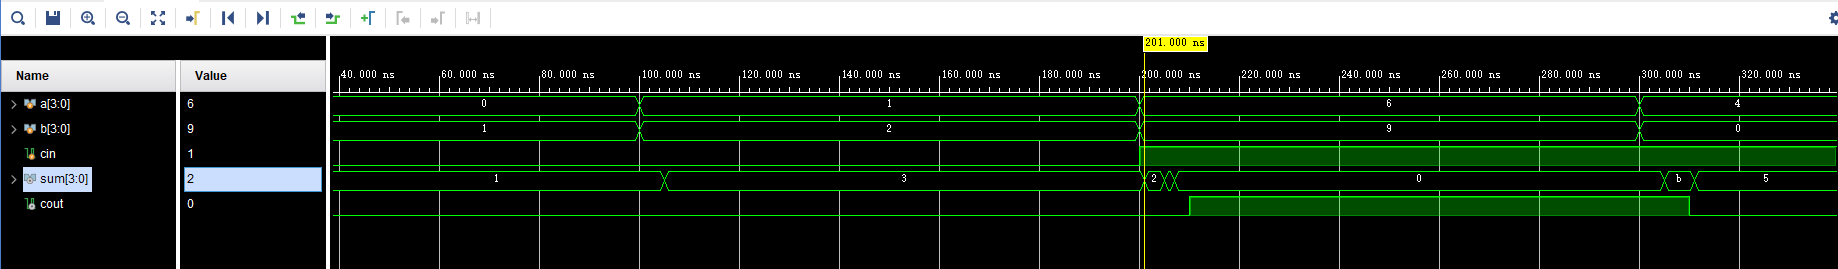 201.000 ns
Name Value
40.000 ns 60.000 ns 80.000 ns 100.000 ns 120.000 ns 140.000 ns 160.000 ns 180.000 ns 200.000 ns 220.000 ns 240.000 ns 260.000 ns 280.000 ns 300.000 ns 320.000 ns
a[3:0] 6 0 1 6 4
b[3:0] 9 1 2 9 0
cin 1
sum[3:0] 2 1 3 2 0 b 5
cout 0